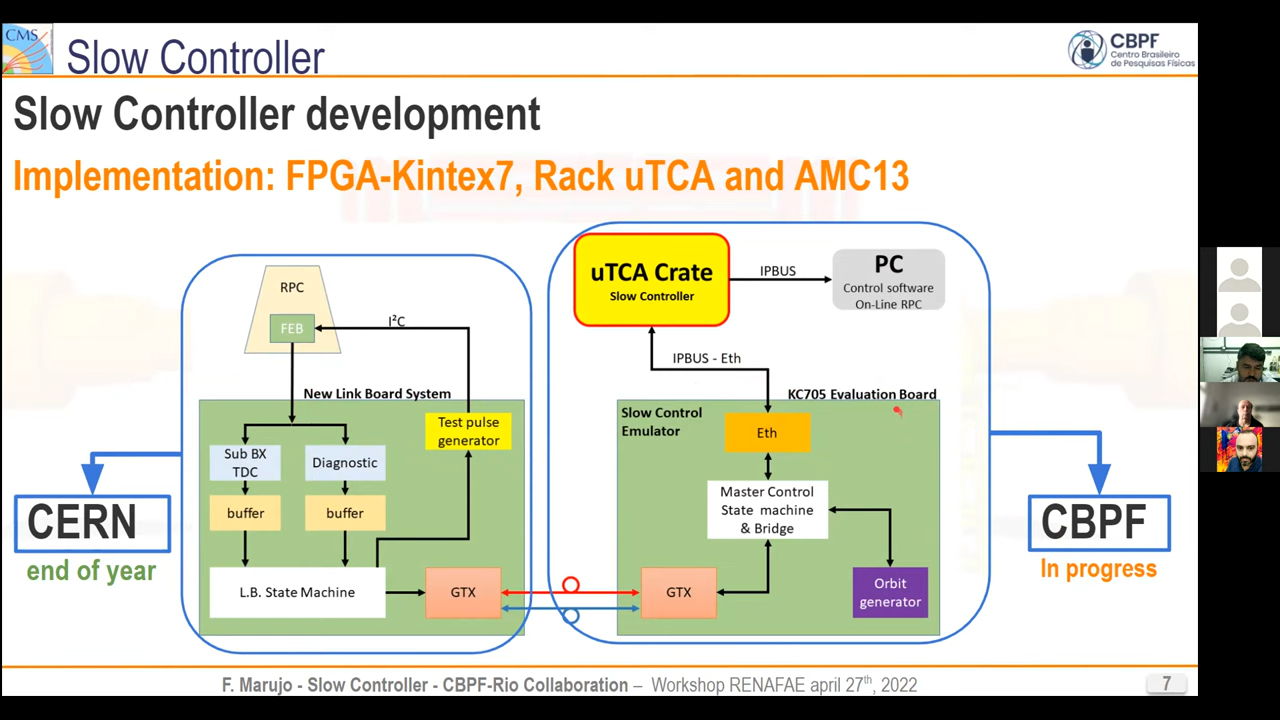 CMS
Slow Controller
CBPF
Centro Brasileiro
de Pesquisas Físicas
Slow Controller development
Implementation: FPGA-Kintex7, Rack uTCA and AMC13
RPC
FEB
I²C
New Link Board System
Test pulse
generator
Sub BX
TDC
Diagnostic
buffer
buffer
L.B. State Machine
GTX
CERN
end of year
uTCA Crate
Slow Controller
IPBUS
PC
Control software
On-Line RPC
IPBUS - Eth
KC705 Evaluation Board
Slow Control
Emulator
Eth
Master Control
State machine
& Bridge
GTX
Orbit
generator
CBPF
In progress
F. Marujo - Slow Controller - CBPF-Rio Collaboration – Workshop RENAFAE april 27th, 2022
7